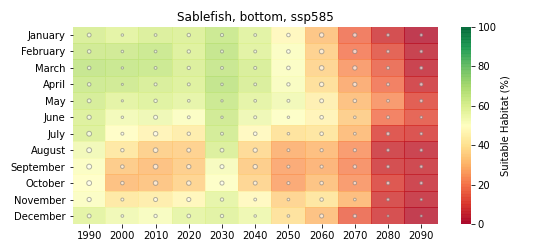 Sablefish, bottom, ssp585
January
February
March
April
May
June
July
August
September
October
November
December
1990 2000 2010 2020 2030 2040 2050 2060 2070 2080 2090
100
80
60
40
20
0
Suitable Habitat (%)